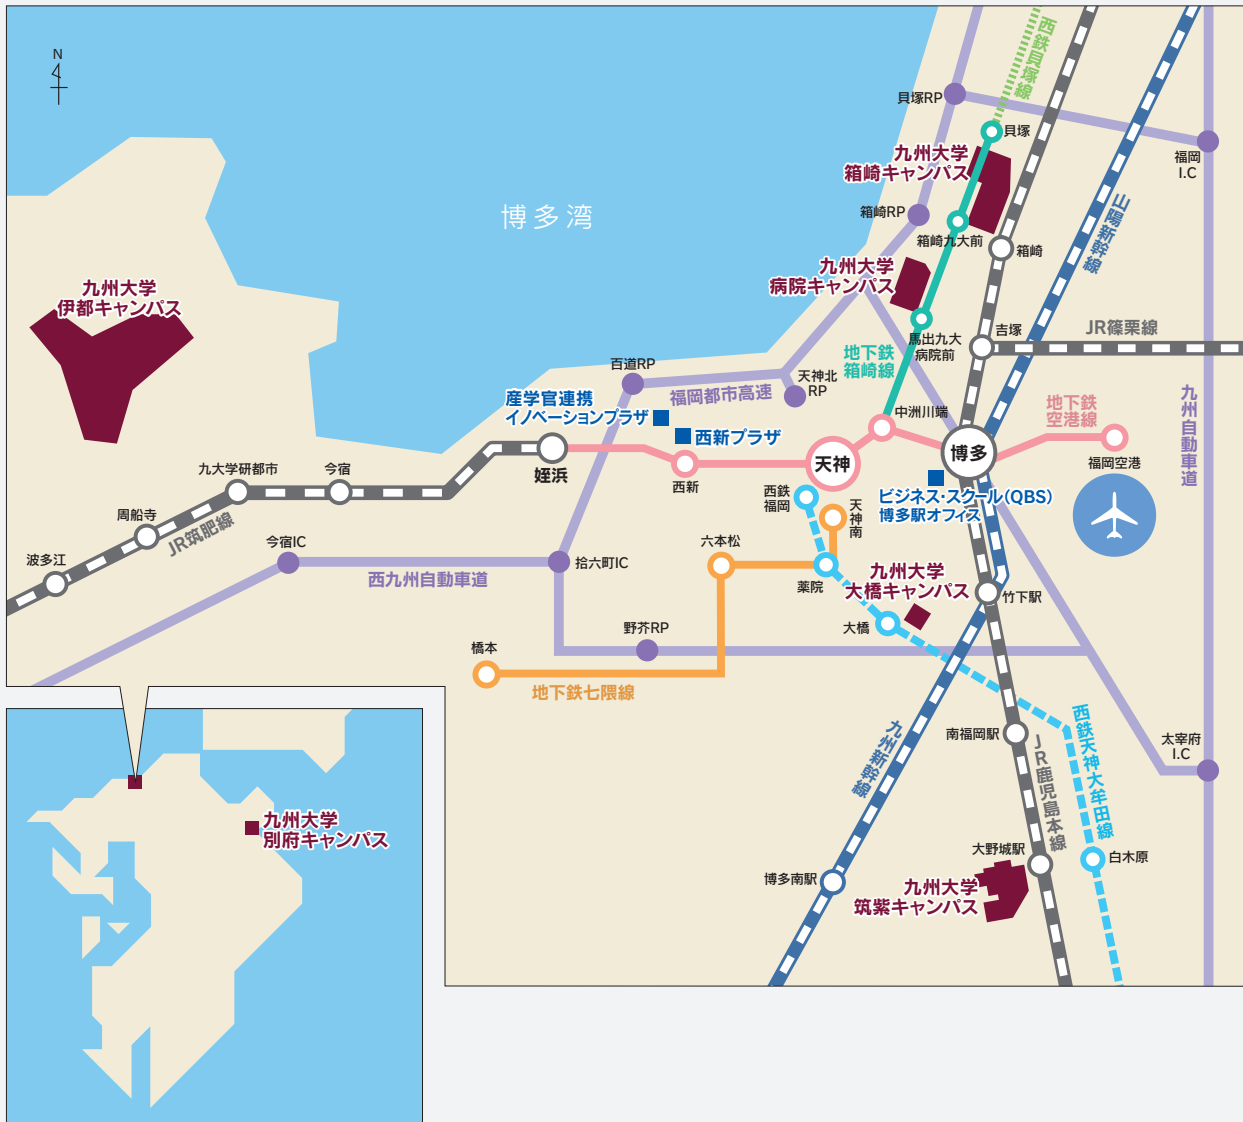 N
西鉄貝塚線
貝塚RP
貝塚
九州大学
箱崎キャンパス
福岡
I.C
箱崎RP
博多湾
箱崎九大前
箱崎
山陽新幹線
九州大学
病院キャンパス
九州大学
伊都キャンパス
馬出九大
病院前
吉塚
JR篠栗線
地下鉄
箱崎線
百道RP
天神北
RP
福岡都市高速
産学官連携
イノベーションプラザ
西新プラザ
中洲川端
地下鉄
空港線
九州自動車道
天神
博多
福岡空港
姪浜
西新
九大学研都市
今宿
西鉄
福岡
天神南
ビジネス・スクール(QBS)
博多駅オフィス
周船寺
JR筑肥線
波多江
今宿IC
西九州自動車道
拾六町IC
六本松
薬院
九州大学
大橋キャンパス
竹下駅
大橋
野芥RP
橋本
地下鉄七隈線
九州新幹線
南福岡駅
JR鹿児島本線
西鉄天神大牟田線
太宰府
I.C
大野城駅
白木原
博多南駅
九州大学
筑紫キャンパス
九州大学
別府キャンパス